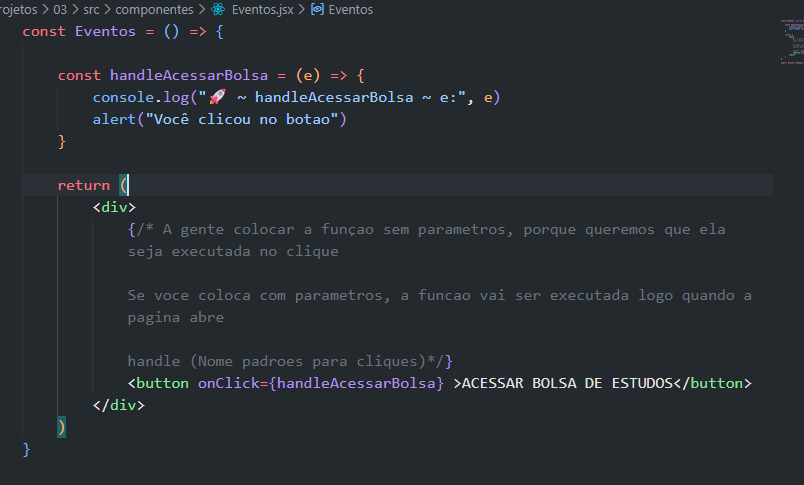 rojetos > 03 > src > componentes > Eventos.jsx > Eventos
const Eventos = () => {
const handleAcessarBolsa = (e) => {
console.log("🚀 ~ handleAcessarBolsa ~ e:", e)
alert("Você clicou no botao")
}
return (
<div>
{/* A gente colocar a funçao sem parametros, porque queremos que ela
seja executada no clique
Se voce coloca com parametros, a funcao vai ser executada logo quando a
pagina abre
handle (Nome padroes para cliques)*/}
<button onClick={handleAcessarBolsa} >ACESSAR BOLSA DE ESTUDOS</button>
</div>
)
}